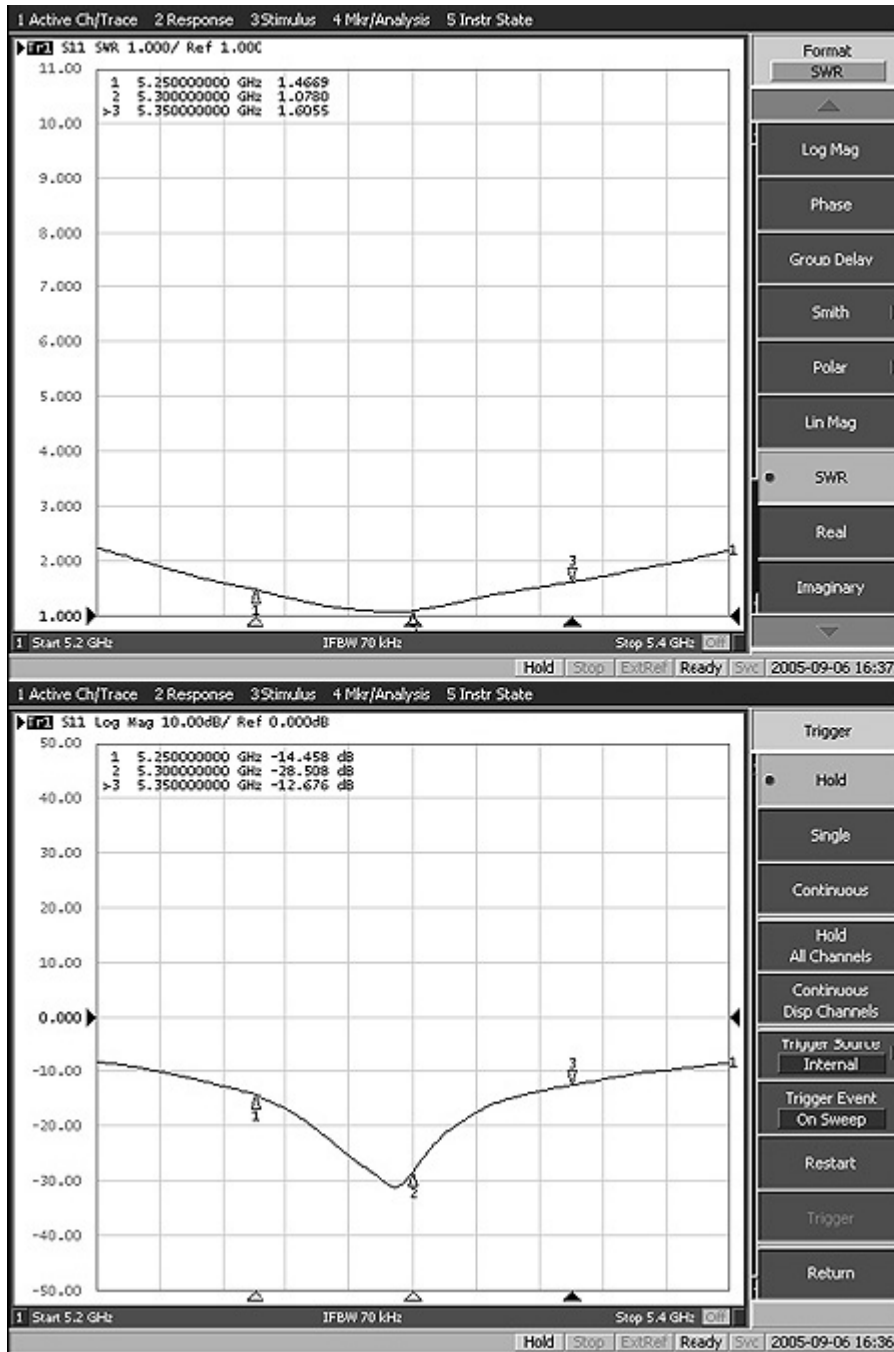 1 Active Ch/Trace 2 Response 3 Stimulus 4 Mkr/Analysis 5 Instr State
Tr1 S11 SWR 1.000/ Ref 1.000
Format
SWR
11.00
1 5.250000000 GHz 1.4669
2 5.300000000 GHz 1.0780
>3 5.350000000 GHz 1.6055
10.00
Log Mag
9.000
Phase
8.000
Group Delay
7.000
Smith
6.000
Polar
5.000
Lin Mag
4.000
SWR
3.000
Real
2.000
3
1
Imaginary
1
2
1.000
1 Start 5.2 GHz IFBW 70 kHz Stop 5.4 GHz Off
Hold Stop ExtRef Ready Svc 2005-09-06 16:37
1 Active Ch/Trace 2 Response 3 Stimulus 4 Mkr/Analysis 5 Instr State
Tr1 S11 Log Mag 10.00dB/ Ref 0.000dB
Trigger
50.00
1 5.250000000 GHz -14.458 dB
2 5.300000000 GHz -28.508 dB
>3 5.350000000 GHz -12.676 dB
Hold
40.00
Single
30.00
Continuous
20.00
Hold
All Channels
10.00
Continuous
Disp Channels
0.000
Trigger Source
Internal
3
1
-10.00
Trigger Event
On Sweep
1
-20.00
Restart
-30.00
2
Trigger
-40.00
Return
-50.00
1 Start 5.2 GHz IFBW 70 kHz Stop 5.4 GHz Off
Hold Stop ExtRef Ready Svc 2005-09-06 16:36